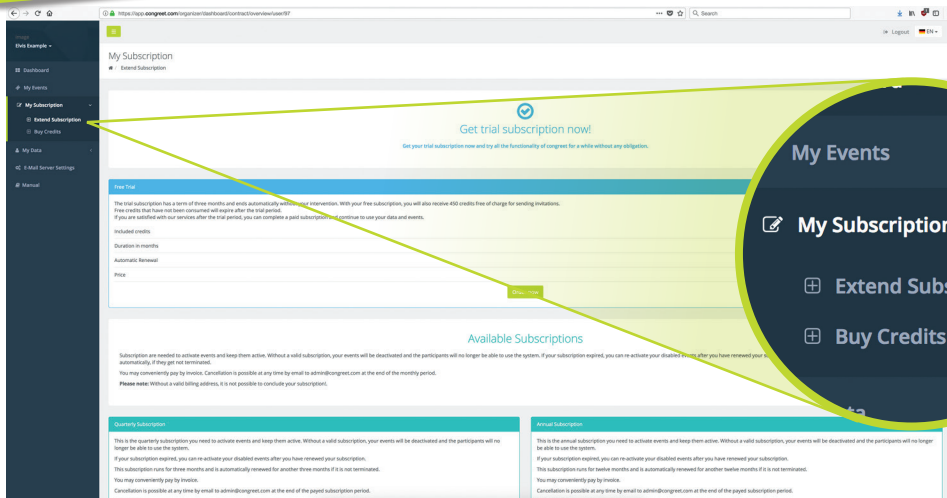 https://app.congreet.com/organizer/dashboard/contract/overview/user/97
Search
Image
Elvis Example
Logout
EN
Dashboard
My Events
My Subscription
Extend Subscription
Buy Credits
My Data
E-Mail Server Settings
Manual
My Subscription
/ Extend Subscription
Get trial subscription now!
Get your trial subscription now and try all the functionality of congreet for a while without any obligation.
Free Trial
The trial subscription has a term of three months and ends automatically without your intervention. With your free subscription, you will also receive 450 credits free of charge for sending invitations.
Free credits that have not been consumed will expire after the trial period.
If you are satisfied with our services after the trial period, you can complete a paid subscription and continue to use your data and events.
Included credits
Duration in months
Automatic Renewal
Price
My Events
My Subscription
Extend Subs
Buy Credits
ta
Available Subscriptions
Subscription are needed to activate events and keep them active. Without a valid subscription, your events will be deactivated and the participants will no longer be able to use the system. If your subscription expired, you can re-activate your disabled events after you have renewed your
automatically, if they get not terminated.
You may conveniently pay by invoice. Cancellation is possible at any time by email to admin@congreet.com at the end of the monthly period.
Please note: Without a valid billing address, it is not possible to conclude your subscription!.
Quarterly Subscription
This is the quarterly subscription you need to activate events and keep them active. Without a valid subscription, your events will be deactivated and the participants will no
longer be able to use the system.
If your subscription expired, you can re-activate your disabled events after you have renewed your subscription.
This subscription runs for three months and is automatically renewed for another three months if it is not terminated.
You may conveniently pay by invoice.
Cancellation is possible at any time by email to admin@congreet.com at the end of the payed subscription period.
Annual Subscription
This is the annual subscription you need to activate events and keep them active. Without a valid subscription, your events will be deactivated and the participants will no longer
be able to use the system.
If your subscription expired, you can re-activate your disabled events after you have renewed your subscription.
This subscription runs for twelve months and is automatically renewed for another twelve months if it is not terminated.
You may conveniently pay by invoice.
Cancellation is possible at any time by email to admin@congreet.com at the end of the payed subscription period.